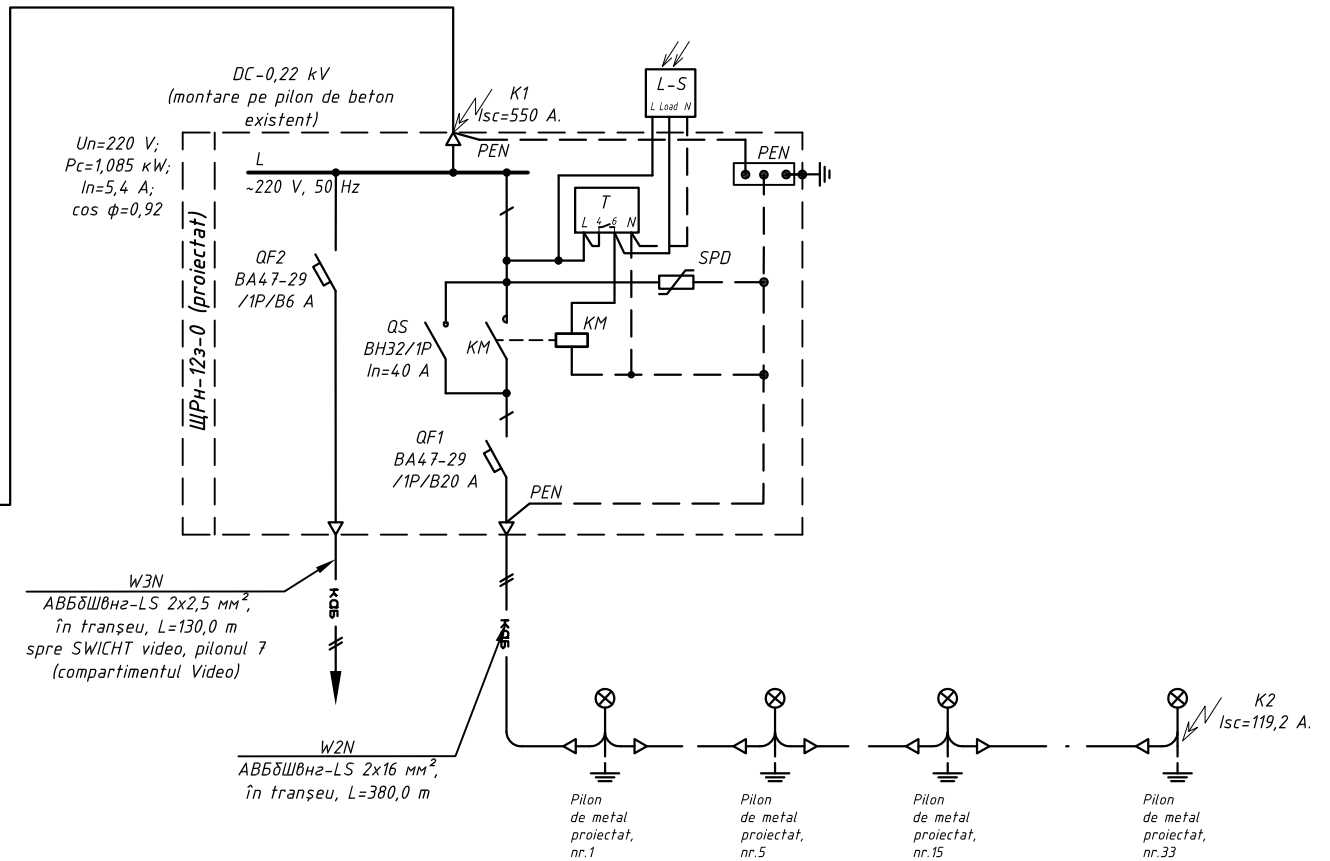 DC-0,22 kV
(montare pe pilon de beton
existent)
K1
Isc=550 A.
L-S
L Load N
Un=220 V;
Pc=1,085 кW;
In=5,4 A;
cos φ=0,92
L
~220 V, 50 Hz
PEN
PEN
T
L 4 6 N
ЩРн-12з-0 (proiectat)
QF2
ВА47-29
/1P/B6 A
SPD
QS
ВН32/1P
In=40 A
KM
KM
QF1
ВА47-29
/1P/B20 A
PEN
W3N
АВБбШвнг-LS 2x2,5 мм²,
în tranșeu, L=130,0 m
spre SWICHT video, pilonul 7
(compartimentul Video)
каб
каб
W2N
АВБбШвнг-LS 2x16 мм²,
în tranșeu, L=380,0 m
K2
Isc=119,2 A.
Pilon
de metal
proiectat,
nr.1
Pilon
de metal
proiectat,
nr.5
Pilon
de metal
proiectat,
nr.15
Pilon
de metal
proiectat,
nr.33